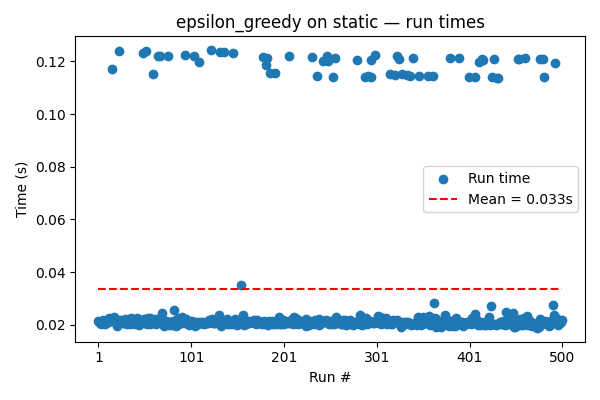 epsilon_greedy on static — run times
Time (s)
0.12
0.10
0.08
0.06
0.04
0.02
Run time
Mean = 0.033s
1
101
201
301
401
500
Run #